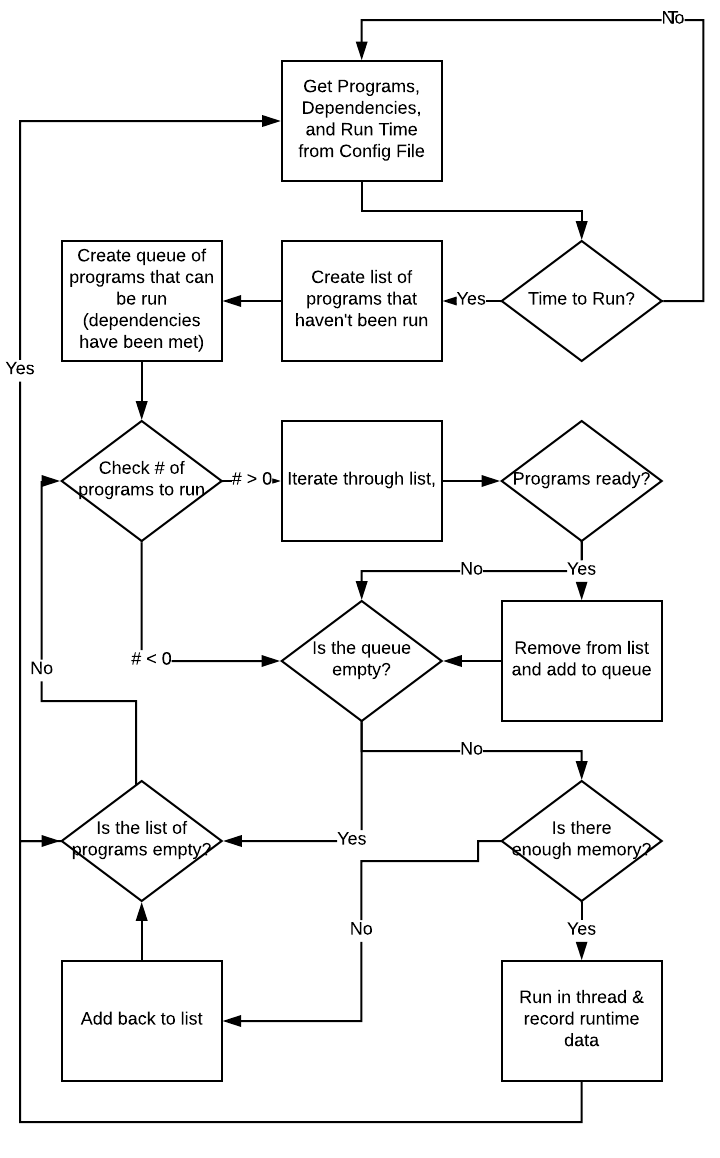 No
Get Programs,
Dependencies,
and Run Time
from Config File
Create queue of
programs that can
be run
(dependencies
have been met)
Create list of
programs that
haven't been run
Yes
Time to Run?
Yes
Check # of
programs to run
# > 0
Iterate through list,
Programs ready?
No
Yes
# < 0
Is the queue
empty?
Remove from list
and add to queue
No
No
Is the list of
programs empty?
Yes
Is there
enough memory?
No
Yes
Add back to list
Run in thread &
record runtime
data